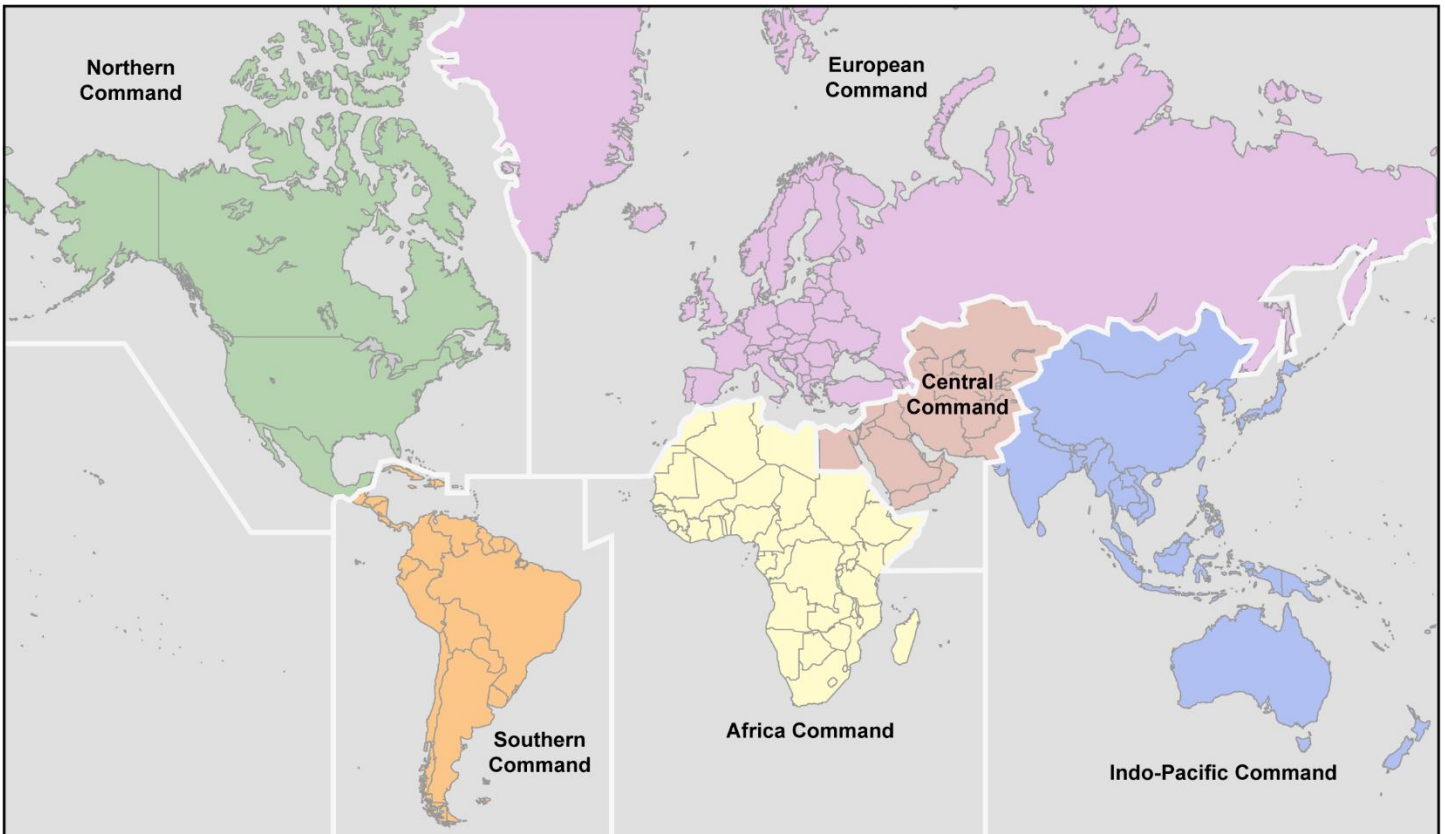 Northern
Command
European
Command
Central
Command
Southern
Command
Africa Command
Indo-Pacific Command